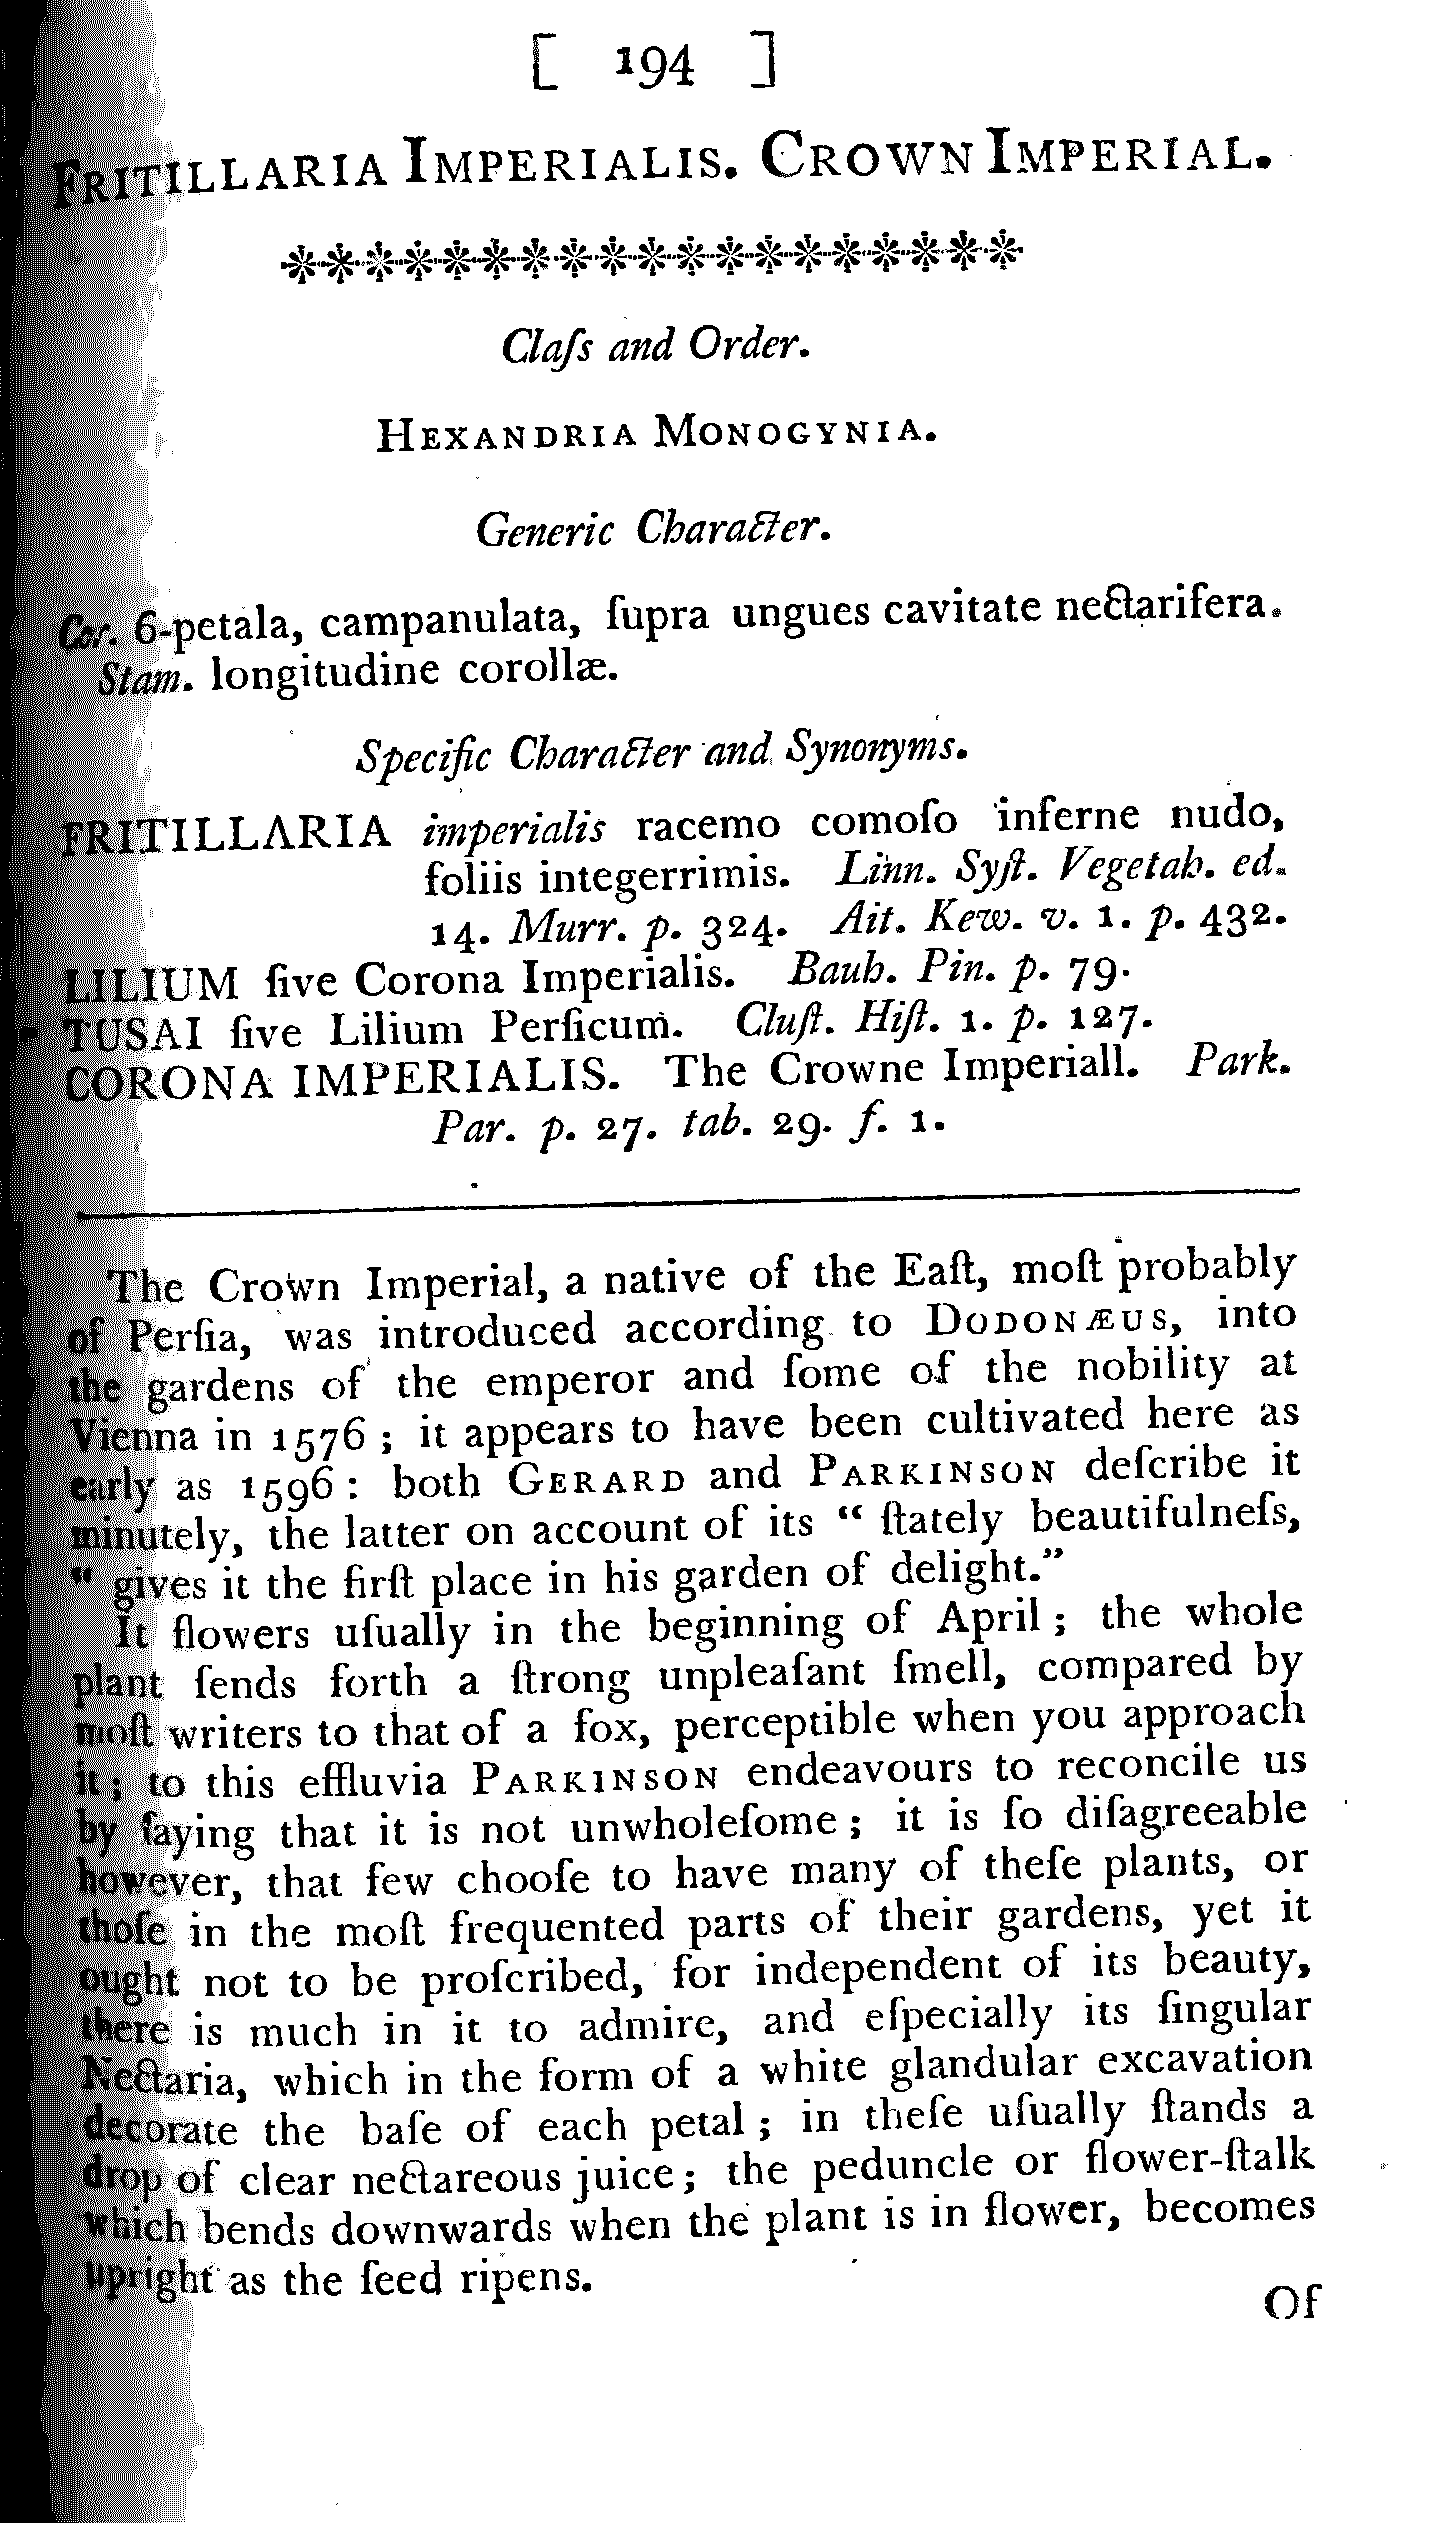 [ 194 ]
FRITILLARIA IMPERIALIS. CROWN IMPERIAL.
Claſs and Order.
HEXANDRIA MONOGYNIA.
Generic Character.
Cor. 6-petala, campanulata, ſupra ungues cavitate nectarifera.
Stam. longitudine corollæ.
Specific Character and Synonyms.
FRITILLARIA imperialis racemo comoſo inferne nudo,
foliis integerrimis. Linn. Syſt. Vegetab. ed.
14. Murr. p. 324. Ait. Kew. v. 1. p. 432.
LILIUM ſive Corona Imperialis. Bauh. Pin. p. 79.
TUSAI ſive Lilium Perſicum. Cluſt. Hiſt. 1. p. 127.
CORONA IMPERIALIS. The Crowne Imperiall. Park.
Par. p. 27. tab. 29. f. 1.
The Crown Imperial, a native of the Eaſt, moſt probably
of Perſia, was introduced according to DODONÆUS, into
the gardens of the emperor and ſome of the nobility at
Vienna in 1576 ; it appears to have been cultivated here as
early as 1596 : both GERARD and PARKINSON deſcribe it
minutely, the latter on account of its “ ſtately beautifulneſs,
“ gives it the firſt place in his garden of delight.”
It flowers uſually in the beginning of April ; the whole
plant ſends forth a ſtrong unpleaſant ſmell, compared by
moſt writers to that of a fox, perceptible when you approach
it ; to this effluvia PARKINSON endeavours to reconcile us
by ſaying that it is not unwholeſome ; it is ſo diſagreeable
however, that few chooſe to have many of theſe plants, or
thoſe in the moſt frequented parts of their gardens, yet it
ought not to be proſcribed, for independent of its beauty,
there is much in it to admire, and eſpecially its ſingular
Nectaria, which in the form of a white glandular excavation
decorate the baſe of each petal ; in theſe uſually ſtands a
drop of clear nectareous juice ; the peduncle or flower-ſtalk
which bends downwards when the plant is in flower, becomes
upright as the ſeed ripens.
Of